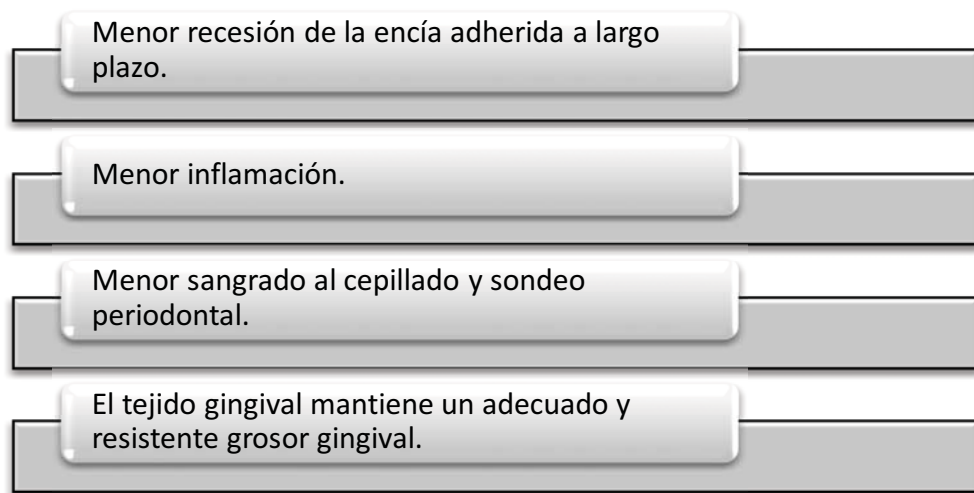 Menor recesión de la encía adherida a largo
plazo.
Menor inflamación.
Menor sangrado al cepillado y sondeo
periodontal.
El tejido gingival mantiene un adecuado y
resistente grosor gingival.